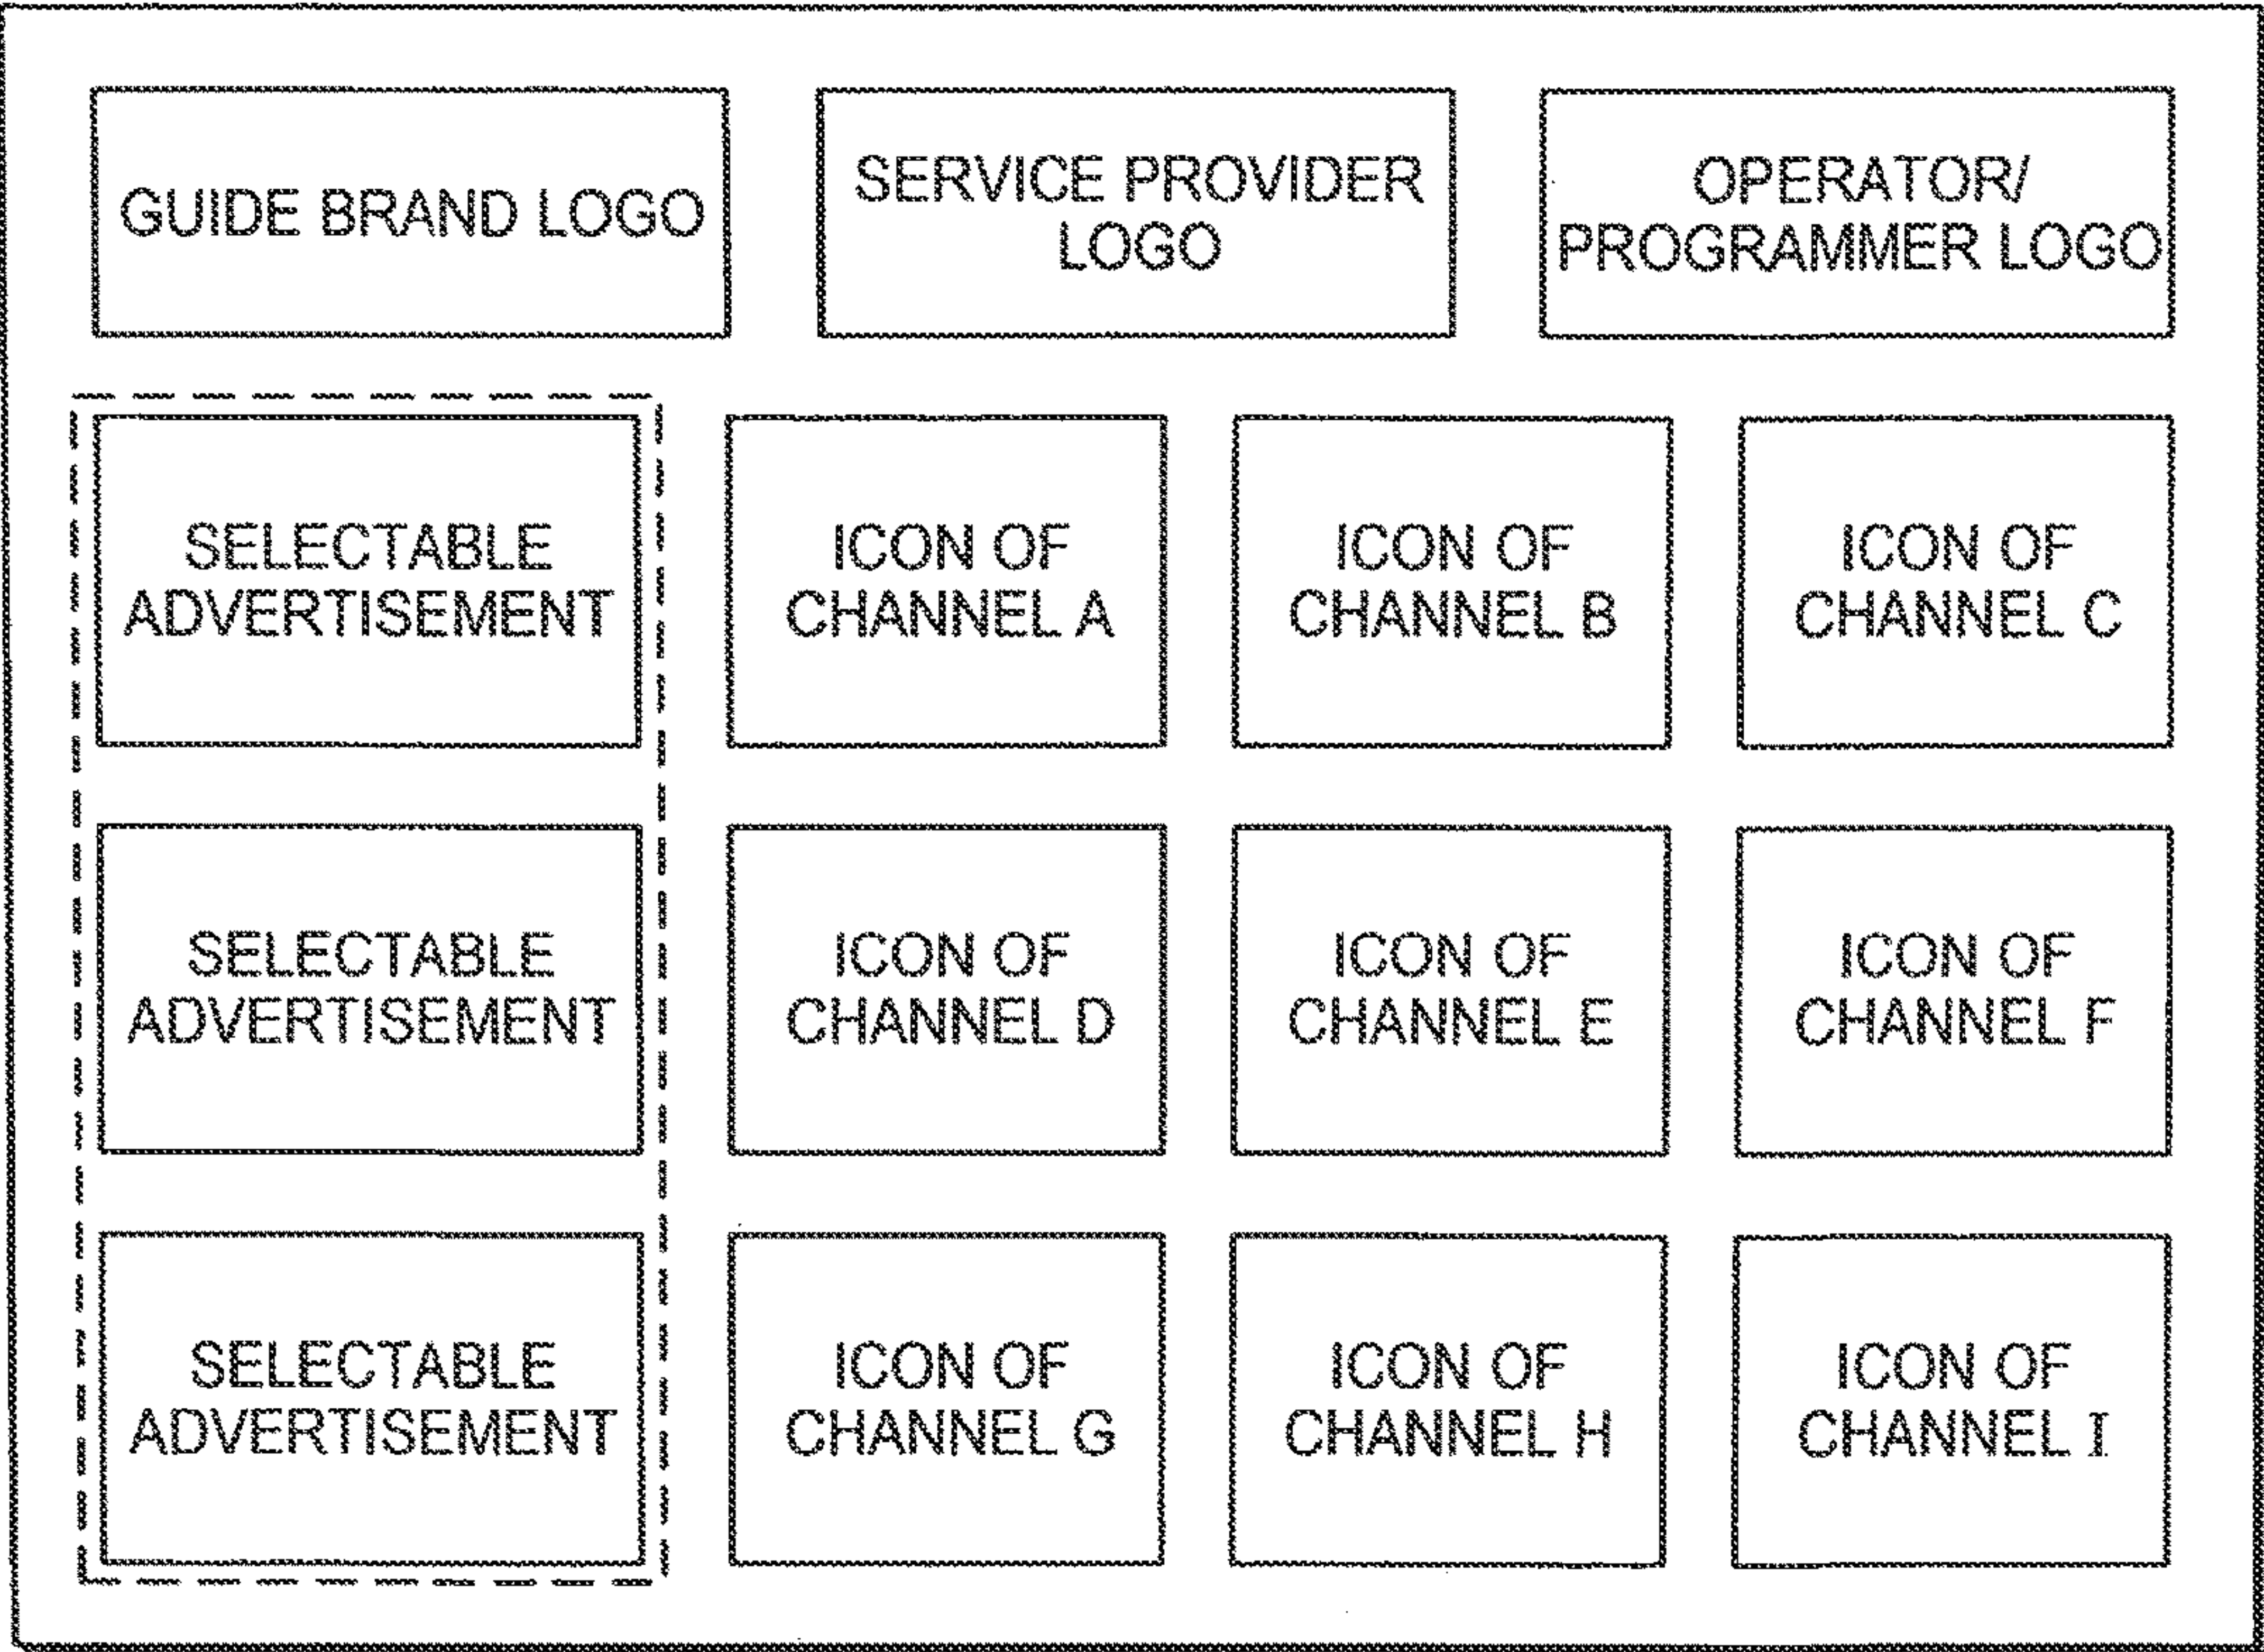 GUIDE BRAND LOGO
SERVICE PROVIDER
LOGO
OPERATOR/
PROGRAMMER LOGO
SELECTABLE
ADVERTISEMENT
ICON OF
CHANNEL A
ICON OF
CHANNEL B
ICON OF
CHANNEL C
SELECTABLE
ADVERTISEMENT
ICON OF
CHANNEL D
ICON OF
CHANNEL E
ICON OF
CHANNEL F
SELECTABLE
ADVERTISEMENT
ICON OF
CHANNEL G
ICON OF
CHANNEL H
ICON OF
CHANNEL I